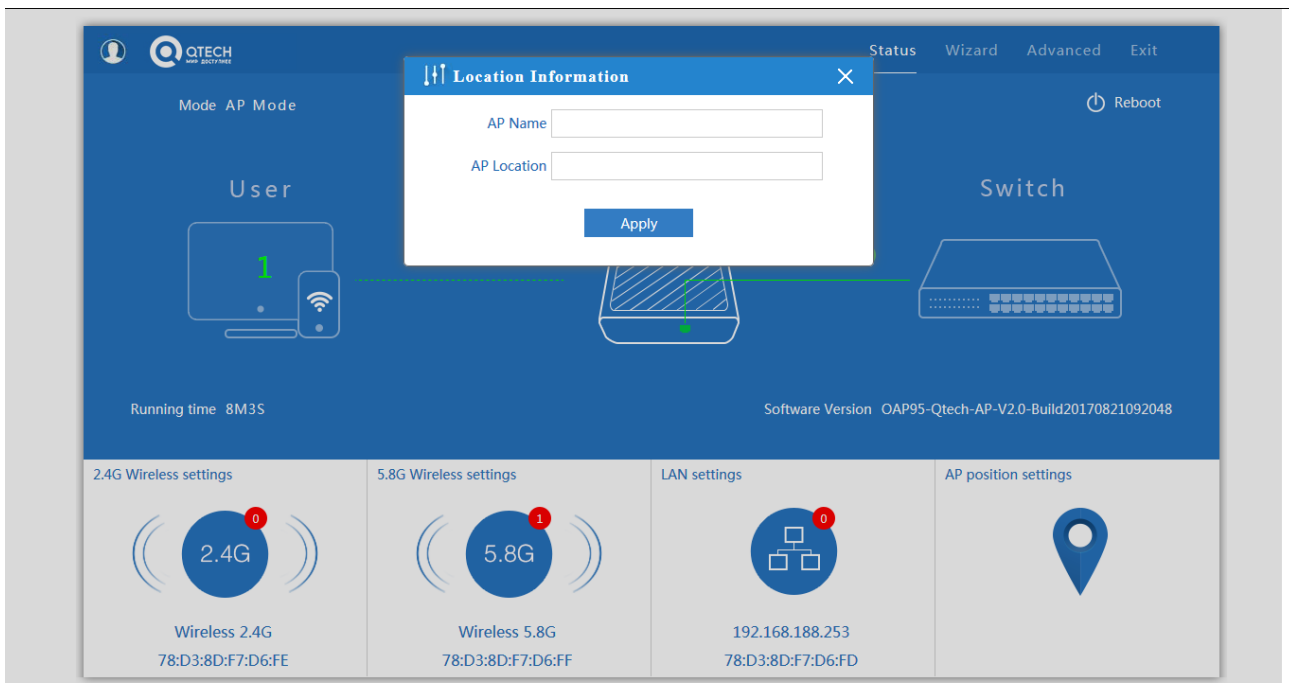 QTECH
МИР ДОСТУПНЕЕ
Status Wizard Advanced Exit
Location Information
Mode AP Mode
Reboot
AP Name
AP Location
Apply
User
Switch
1
Running time 8M3S
Software Version OAP95-Qtech-AP-V2.0-Build20170821092048
2.4G Wireless settings
5.8G Wireless settings
LAN settings
AP position settings
0
1
0
2.4G
5.8G
Wireless 2.4G
Wireless 5.8G
192.168.188.253
78:D3:8D:F7:D6:FE
78:D3:8D:F7:D6:FF
78:D3:8D:F7:D6:FD